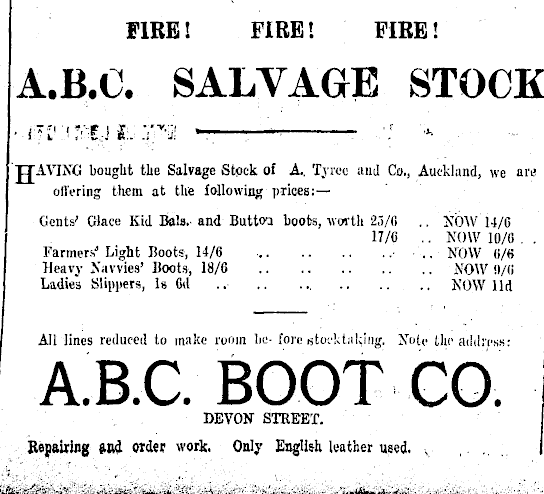 FIRE! FIRE! FIRE!
A.B.C. SALVAGE STOCK
HAVING bought the Salvage Stock of A. Tyree and Co., Auckland, we are
offering them at the following prices:—
Gents' Glace Kid Bals. and Button boots, worth 25/6 .. NOW 14/6
17/6 .. NOW 10/6 . .
Farmers' Light Boots, 14/6 .. .. .. .. .. NOW 6/6
Heavy Navvies' Boots, 18/6 .. .. .. .. .. NOW 9/6
Ladies Slippers, 1s 6d .. .. .. .. .. .. NOW 11d
All lines reduced to make room be- fore stocktaking. Note the address:
A.B.C. BOOT CO.
DEVON STREET.
Repairing and order work. Only English leather used.